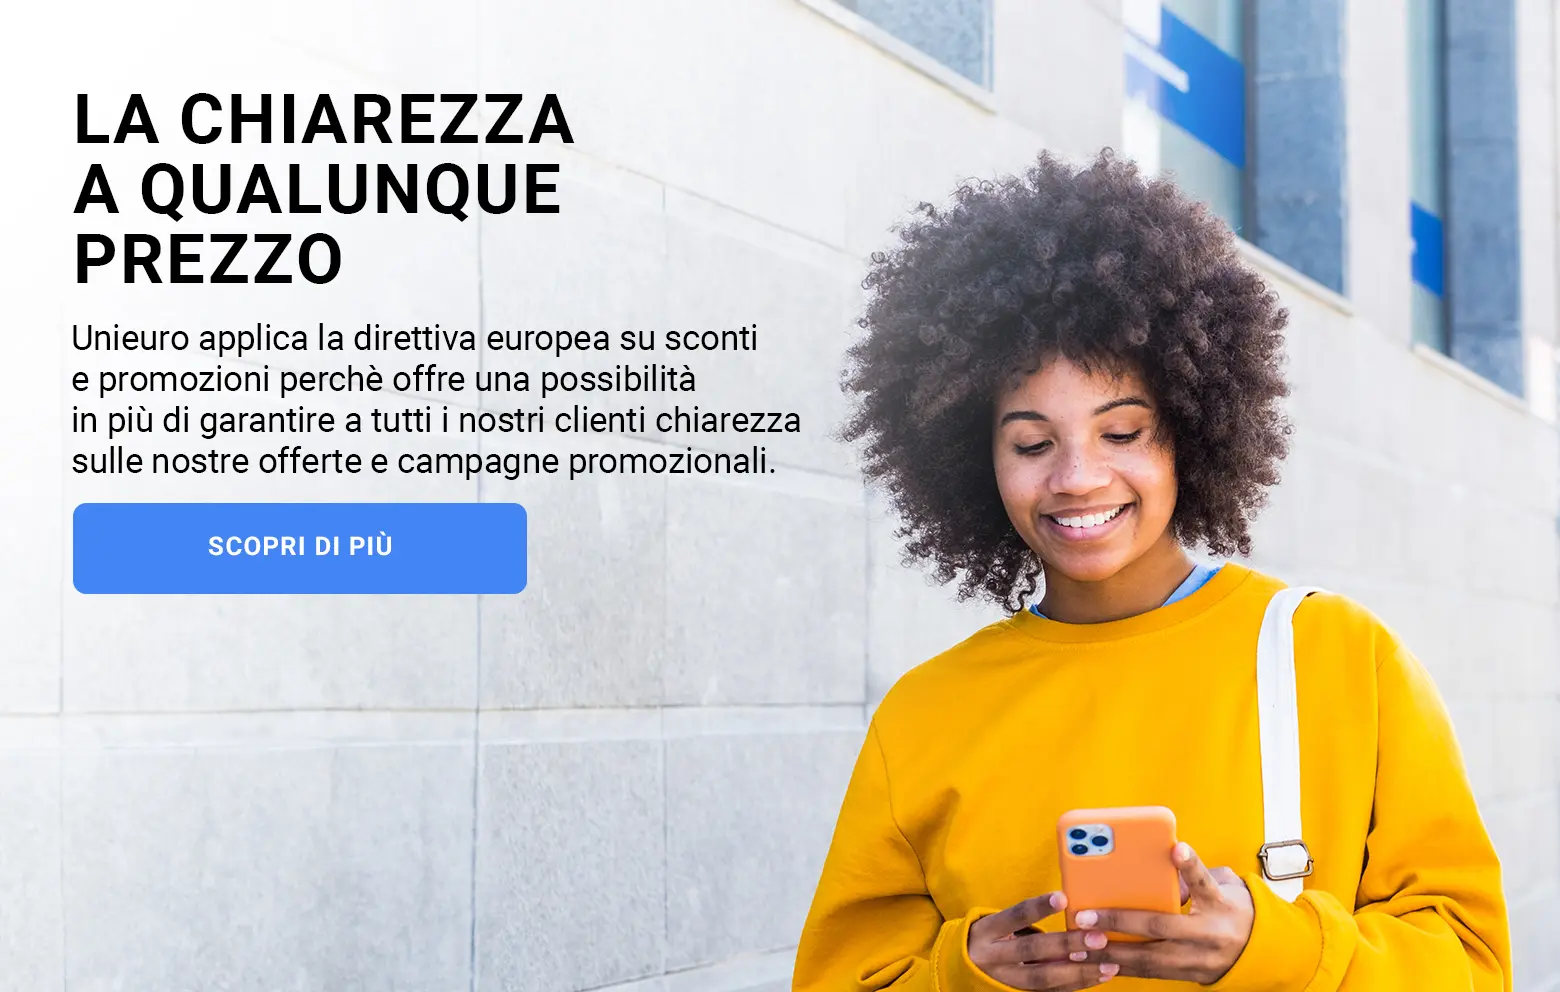 LA CHIAREZZA
A QUALUNQUE
PREZZO
Unieuro applica la direttiva europea su sconti
e promozioni perchè offre una possibilità
in più di garantire a tutti i nostri clienti chiarezza
sulle nostre offerte e campagne promozionali.
SCOPRI DI PIÙ